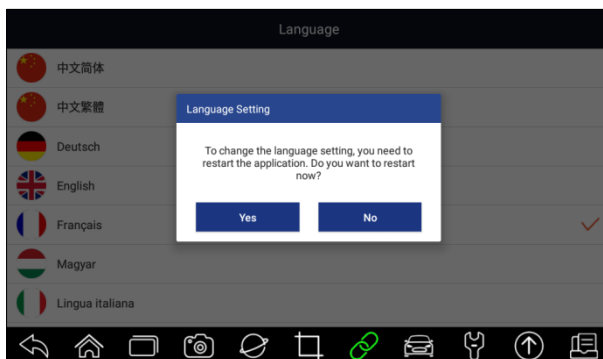 Language
中文简体
中文繁體
Language Setting
Deutsch
To change the language setting, you need to
restart the application. Do you want to restart
now?
English
Yes
No
Français
Magyar
Lingua italiana